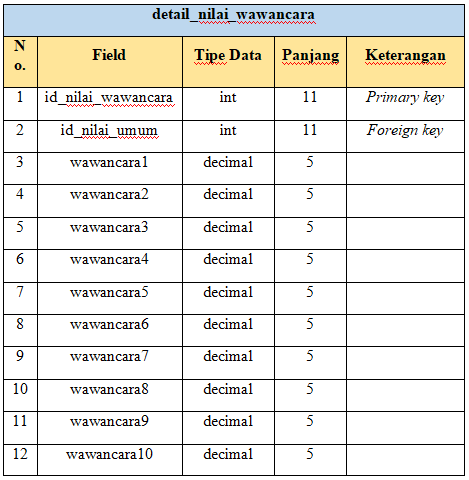 detail_nilai_wawancara
No. Field Tipe Data Panjang Keterangan
1 id_nilai_wawancara int 11 Primary key
2 id_nilai_umum int 11 Foreign key
3 wawancara1 decimal 5
4 wawancara2 decimal 5
5 wawancara3 decimal 5
6 wawancara4 decimal 5
7 wawancara5 decimal 5
8 wawancara6 decimal 5
9 wawancara7 decimal 5
10 wawancara8 decimal 5
11 wawancara9 decimal 5
12 wawancara10 decimal 5